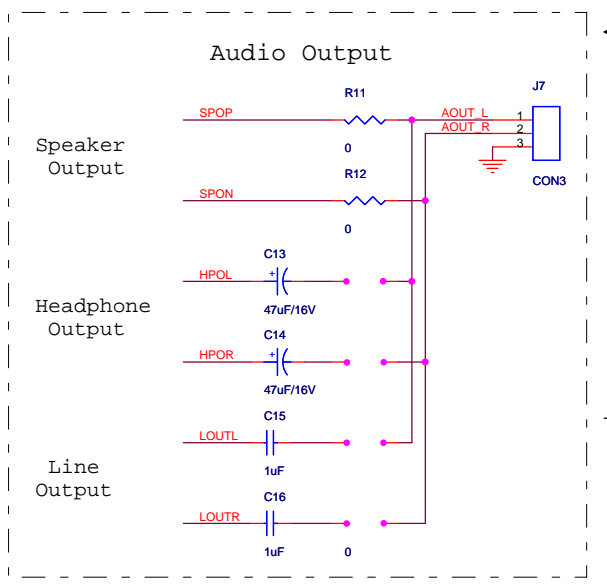 Audio Output
J7
R11
SPOP
AOUT_L
1
AOUT_R
2
3
0
Speaker
Output
CON3
R12
SPON
0
C13
HPOL
+
47uF/16V
Headphone
Output
C14
HPOR
+
47uF/16V
C15
LOUTL
1uF
Line
Output
C16
LOUTR
1uF
0